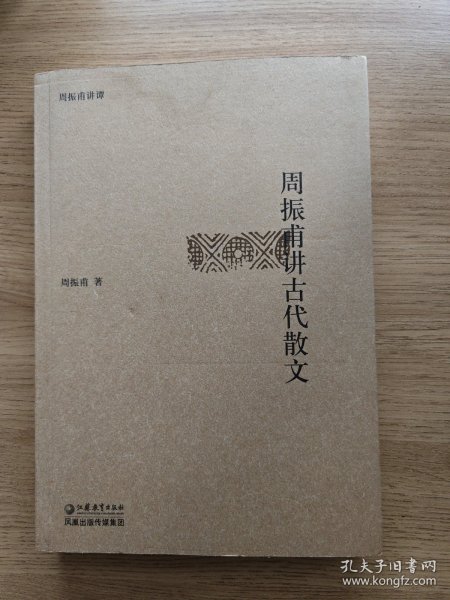 周振甫讲谭
周振甫讲古代散文
周振甫 著
江苏教育出版社
凤凰出版传媒集团
孔夫子旧书网
www.kongfz.com